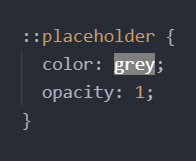 ::placeholder {
  color: grey;
  opacity: 1;
}